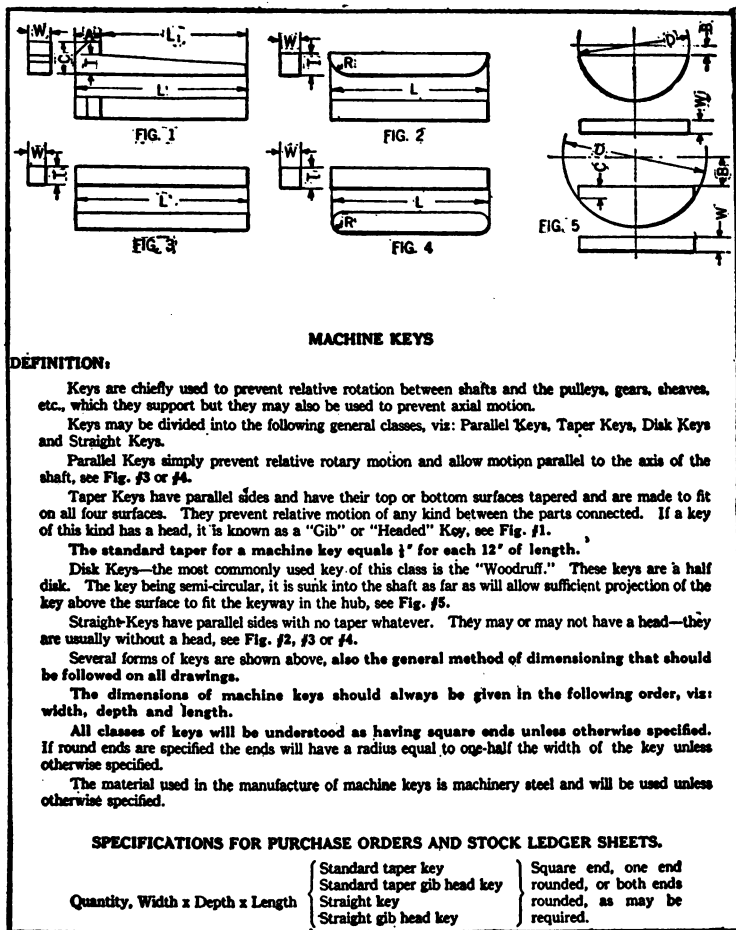 W A L1 C T L
FIG. 1
W T R L
FIG. 2
D B W
W T L
FIG. 3
W T L R
FIG. 4
D C B W
FIG. 5
MACHINE KEYS
DEFINITION:
Keys are chiefly used to prevent relative rotation between shafts and the pulleys, gears, sheaves,
etc., which they support but they may also be used to prevent axial motion.
Keys may be divided into the following general classes, viz: Parallel Keys, Taper Keys, Disk Keys
and Straight Keys.
Parallel Keys simply prevent relative rotary motion and allow motion parallel to the axis of the
shaft, see Fig. #3 or #4.
Taper Keys have parallel sides and have their top or bottom surfaces tapered and are made to fit
on all four surfaces. They prevent relative motion of any kind between the parts connected. If a key
of this kind has a head, it is known as a "Gib" or "Headed" Key, see Fig. #1.
The standard taper for a machine key equals ⅛" for each 12" of length.
Disk Keys—the most commonly used key of this class is the "Woodruff." These keys are a half
disk. The key being semi-circular, it is sunk into the shaft as far as will allow sufficient projection of the
key above the surface to fit the keyway in the hub, see Fig. #5.
Straight-Keys have parallel sides with no taper whatever. They may or may not have a head—they
are usually without a head, see Fig. #2, #3 or #4.
Several forms of keys are shown above, also the general method of dimensioning that should
be followed on all drawings.
The dimensions of machine keys should always be given in the following order, viz:
width, depth and length.
All classes of keys will be understood as having square ends unless otherwise specified.
If round ends are specified the ends will have a radius equal to one-half the width of the key unless
otherwise specified.
The material used in the manufacture of machine keys is machinery steel and will be used unless
otherwise specified.
SPECIFICATIONS FOR PURCHASE ORDERS AND STOCK LEDGER SHEETS.
Quantity, Width x Depth x Length
Standard taper key
Standard taper gib head key
Straight key
Straight gib head key
Square end, one end
rounded, or both ends
rounded, as may be
required.